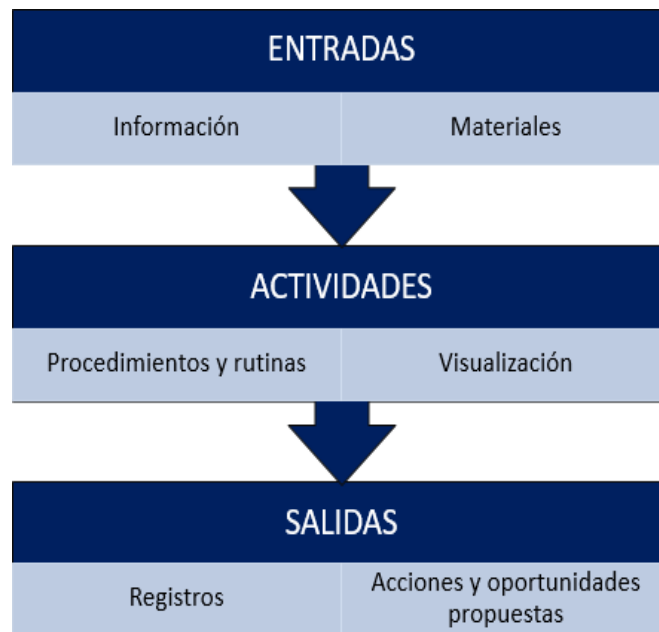 ENTRADAS
Información
Materiales
ACTIVIDADES
Procedimientos y rutinas
Visualización
SALIDAS
Registros
Acciones y oportunidades
propuestas